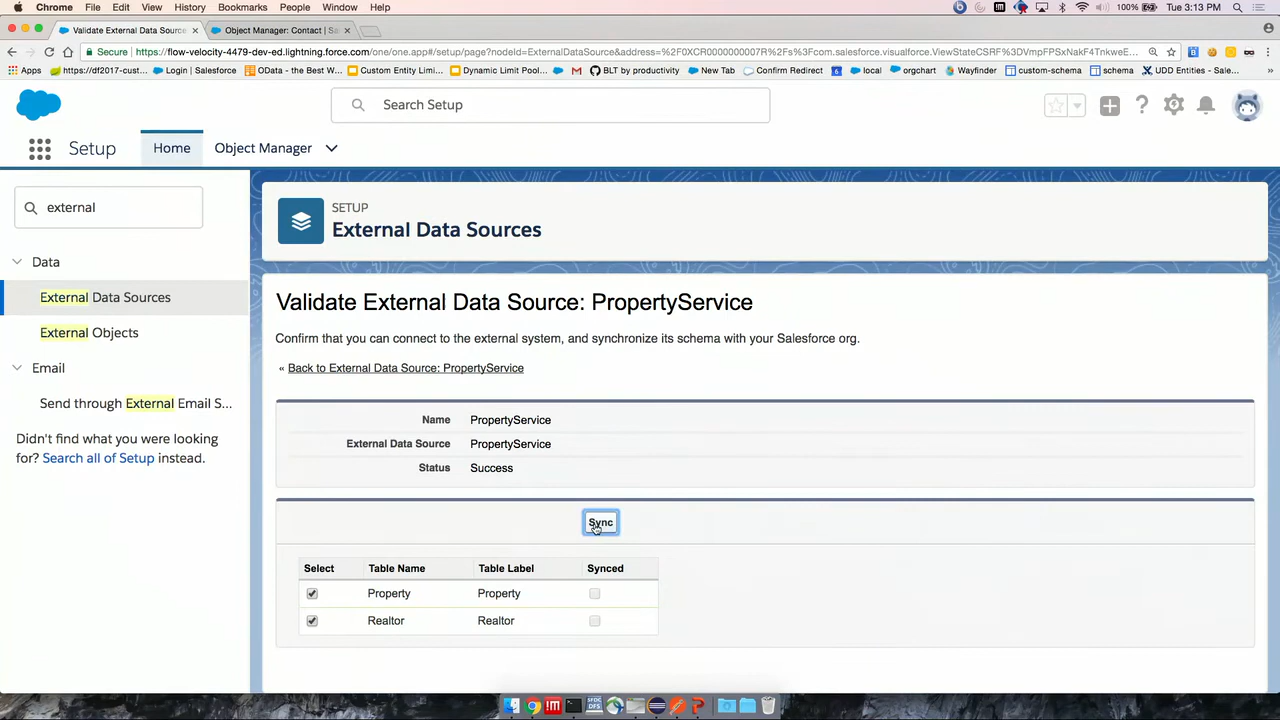 Chrome File Edit View History Bookmarks People Window Help 100% Tue 3:13 PM
Validate External Data Source × Object Manager: Contact | Sa ×
Secure https://flow-velocity-4479-dev-ed.lightning.force.com/one/one.app#/setup/page?nodeId=ExternalDataSource&address=%2F0XR0000000007R%2Fs%3Fcom.salesforce.visualforce.ViewStateCSRF%3DVmpFPSxNakF4TnkweE...
Apps https://df2017-cust... Login | Salesforce OData - the Best W... Custom Entity Limi... Dynamic Limit Pool... BLT by productivity New Tab Confirm Redirect local orgchart Wayfinder custom-schema schema UDD Entities - Sale... »
Search Setup
Setup Home Object Manager
external
Data
External Data Sources
External Objects
Email
Send through External Email S...
Didn't find what you were looking
for? Search all of Setup instead.
SETUP
External Data Sources
Validate External Data Source: PropertyService
Confirm that you can connect to the external system, and synchronize its schema with your Salesforce org.
« Back to External Data Source: PropertyService
Name PropertyService
External Data Source PropertyService
Status Success
Sync
Select Table Name Table Label Synced
Property Property
Realtor Realtor